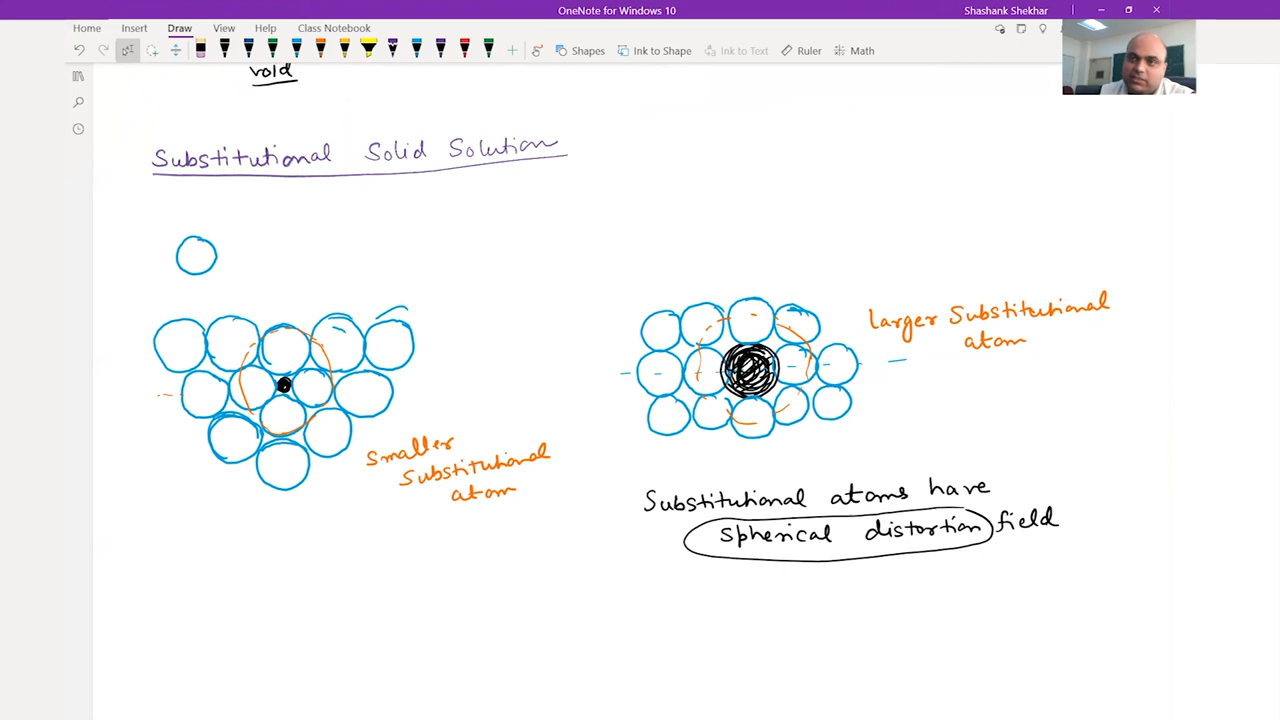 OneNote for Windows 10
Shashank Shekhar
Home Insert Draw View Help Class Notebook
Shapes Ink to Shape Ink to Text Ruler Math
void
Substitutional Solid Solution
larger Substitutional
atom
Smaller
Substitutional
atom
Substitutional atoms have
spherical distortion field